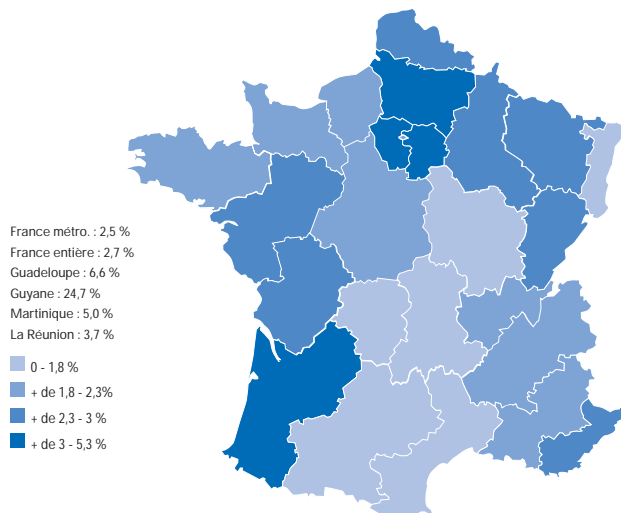 France métro. : 2,5 %
France entière : 2,7 %
Guadeloupe : 6,6 %
Guyane : 24,7 %
Martinique : 5,0 %
La Réunion : 3,7 %
0 - 1,8 %
+ de 1,8 - 2,3%
+ de 2,3 - 3 %
+ de 3 - 5,3 %